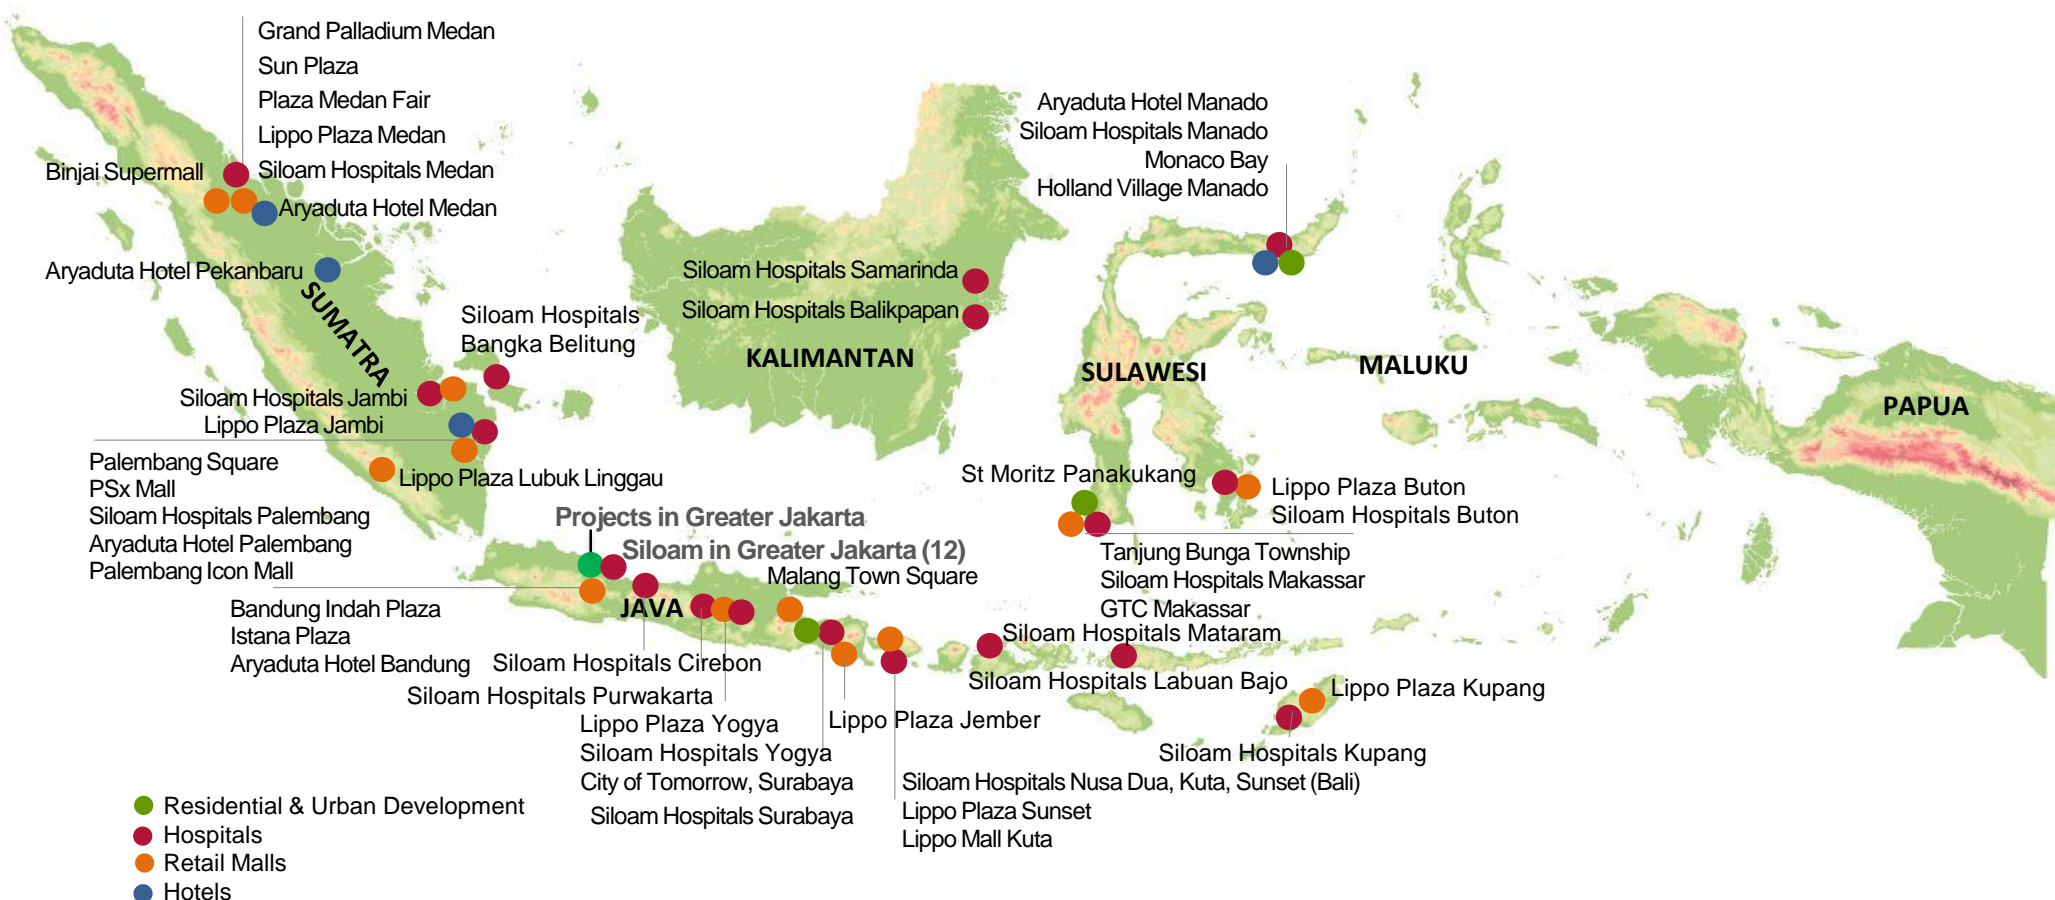 Grand Palladium Medan
Sun Plaza
Plaza Medan Fair
Lippo Plaza Medan
Siloam Hospitals Medan
Binjai Supermall
Aryaduta Hotel Medan
Aryaduta Hotel Pekanbaru
SUMATRA
Siloam Hospitals
Bangka Belitung
Siloam Hospitals Jambi
Lippo Plaza Jambi
Palembang Square
PSx Mall
Siloam Hospitals Palembang
Aryaduta Hotel Palembang
Palembang Icon Mall
Lippo Plaza Lubuk Linggau
Siloam Hospitals Samarinda
Siloam Hospitals Balikpapan
KALIMANTAN
Aryaduta Hotel Manado
Siloam Hospitals Manado
Monaco Bay
Holland Village Manado
SULAWESI
MALUKU
PAPUA
St Moritz Panakukang
Lippo Plaza Buton
Siloam Hospitals Buton
Tanjung Bunga Township
Siloam Hospitals Makassar
GTC Makassar
Projects in Greater Jakarta
Siloam in Greater Jakarta (12)
Malang Town Square
JAVA
Bandung Indah Plaza
Istana Plaza
Aryaduta Hotel Bandung
Siloam Hospitals Cirebon
Siloam Hospitals Purwakarta
Lippo Plaza Yogya
Siloam Hospitals Yogya
City of Tomorrow, Surabaya
Siloam Hospitals Surabaya
Lippo Plaza Jember
Siloam Hospitals Mataram
Siloam Hospitals Labuan Bajo
Lippo Plaza Kupang
Siloam Hospitals Kupang
Siloam Hospitals Nusa Dua, Kuta, Sunset (Bali)
Lippo Plaza Sunset
Lippo Mall Kuta
Residential & Urban Development
Hospitals
Retail Malls
Hotels